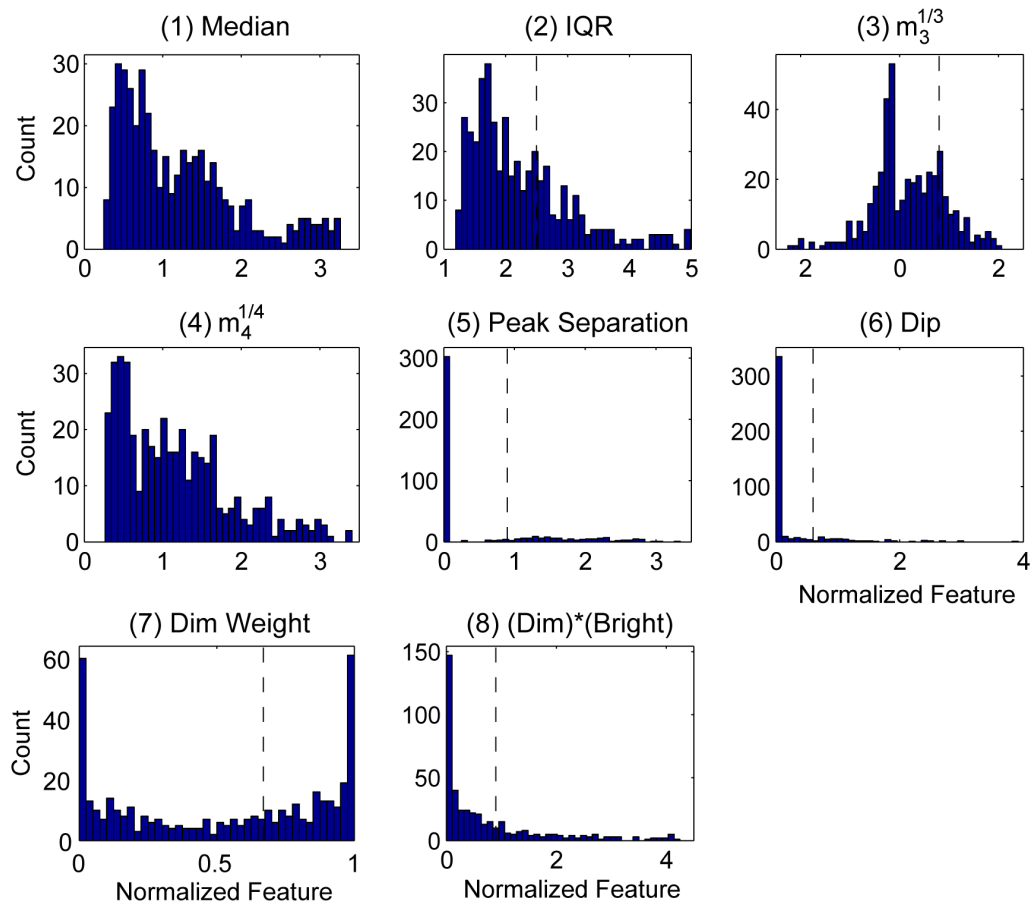 (1) Median
(2) IQR
(3) m₃^{1/3}
Count
30
20
10
0
0 1 2 3
30
20
10
0
1 2 3 4 5
40
20
0
2 0 2
(4) m₄^{1/4}
(5) Peak Separation
(6) Dip
Count
30
20
10
0
0 1 2 3
300
200
100
0
0 1 2 3
300
200
100
0
0 2 4
Normalized Feature
(7) Dim Weight
(8) (Dim)*(Bright)
Count
60
40
20
0
0 0.5 1
Normalized Feature
150
100
50
0
0 2 4
Normalized Feature